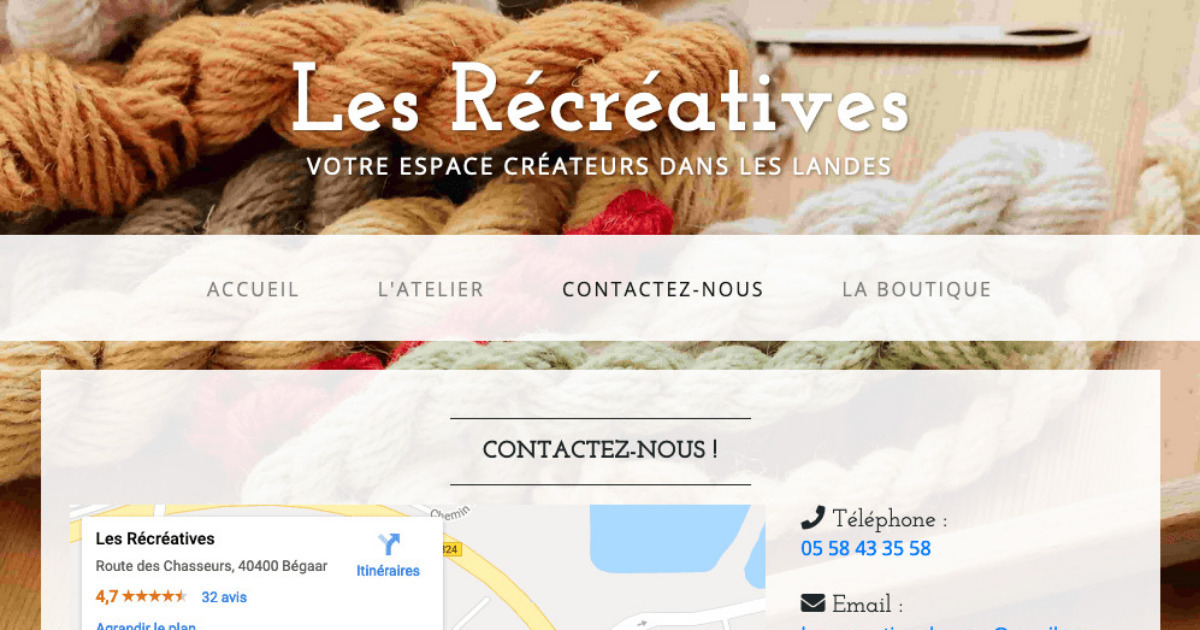 Les Récréatives
VOTRE ESPACE CRÉATEURS DANS LES LANDES
ACCUEIL
L'ATELIER
CONTACTEZ-NOUS
LA BOUTIQUE
CONTACTEZ-NOUS !
Chemin
824
Les Récréatives
Route des Chasseurs, 40400 Bégaar
Itinéraires
4,7
32 avis
Agrandir le plan
Téléphone :
05 58 43 35 58
Email :